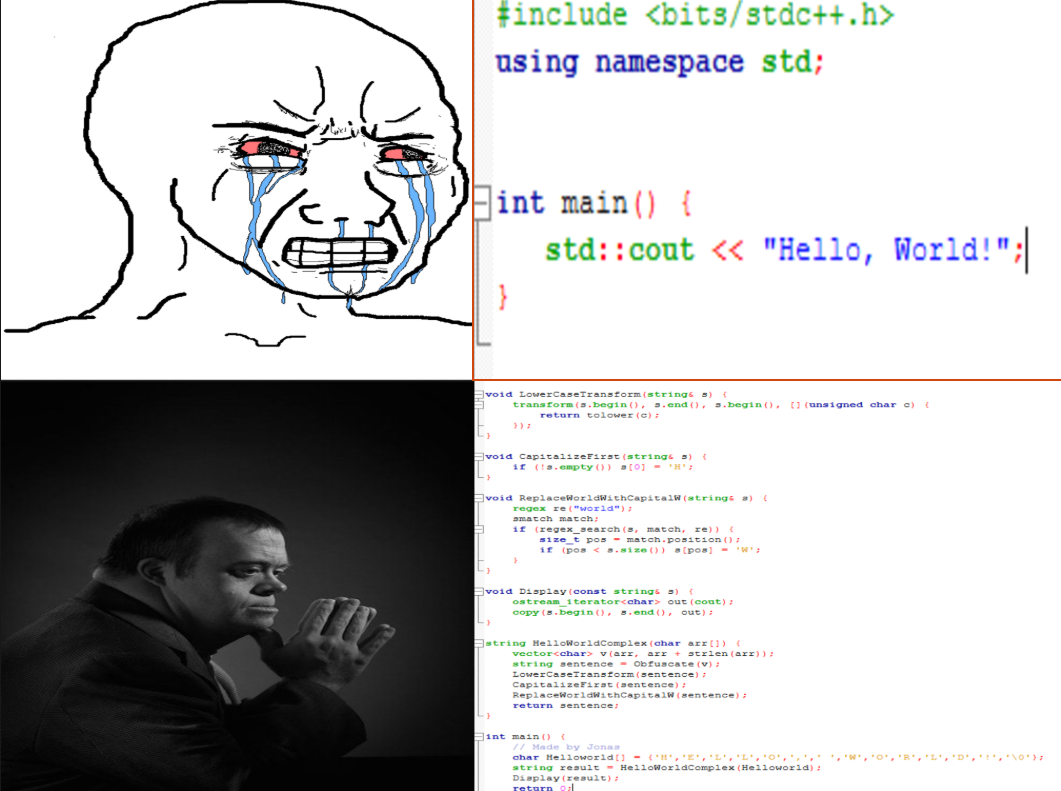 #include <bits/stdc++.h>
using namespace std;
int main() {
std::cout << "Hello, World!";
}
void LowerCaseTransform(string& s) {
transform(s.begin(), s.end(), s.begin(), [](unsigned char c) {
return tolower(c);
});
}
void CapitalizeFirst(string& s) {
if (!s.empty()) s[0] = 'H';
}
void ReplaceWorldWithCapitalW(string& s) {
regex re("world");
smatch match;
if (regex_search(s, match, re)) {
size_t pos = match.position();
if (pos < s.size()) s[pos] = 'W';
}
}
void Display(const string& s) {
ostream_iterator<char> out(cout);
copy(s.begin(), s.end(), out);
}
string HelloWorldComplex(char arr[]) {
vector<char> v(arr, arr + strlen(arr));
string sentence = Obfuscate(v);
LowerCaseTransform(sentence);
CapitalizeFirst(sentence);
ReplaceWorldWithCapitalW(sentence);
return sentence;
}
int main() {
// Made by Jonas
char Helloworld[] = {'H','E','L','L','O',',',' ','W','O','R','L','D','!','\0'};
string result = HelloWorldComplex(Helloworld);
Display(result);
return 0;